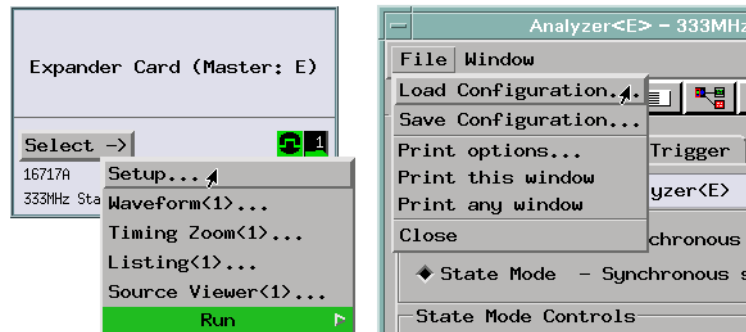 Expander Card (Master: E)
Select ->
1
16717A
333MHz Sta
Setup...
Waveform<1>...
Timing Zoom<1>...
Listing<1>...
Source Viewer<1>...
Run
Analyzer<E> - 333MHz
File Window
Load Configuration...
Save Configuration...
Print options...
Print this window
Print any window
Close
Trigger
yzer<E>
chronous
State Mode - Synchronous s
State Mode Controls